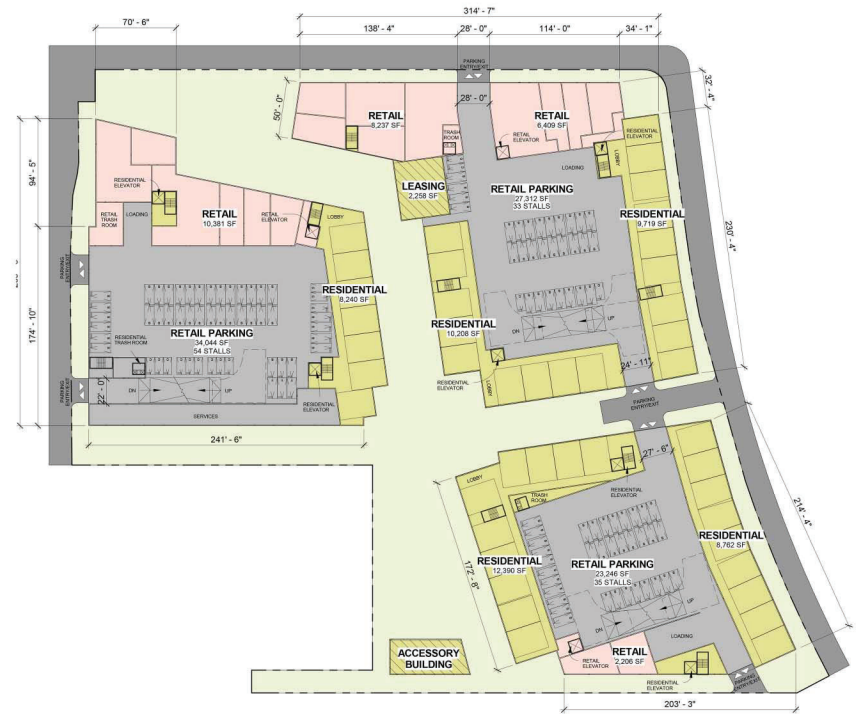 314' - 7"
70' - 6"
138' - 4"
28' - 0"
114' - 0"
34' - 1"
PARKING
ENTRY/EXIT
32' - 4"
50' - 0"
28' - 0"
RETAIL
8,237 SF
RETAIL
6,409 SF
TRASH
ROOM
RETAIL
ELEVATOR
RESIDENTIAL
ELEVATOR
LOBBY
LOADING
94' - 5"
RESIDENTIAL
ELEVATOR
LEASING
2,258 SF
RETAIL PARKING
27,312 SF
33 STALLS
RETAIL
TRASH
ROOM
LOADING
RETAIL
10,381 SF
RETAIL
ELEVATOR
LOBBY
RESIDENTIAL
9,719 SF
230' - 4"
PARKING
ENTRY/EXIT
RESIDENTIAL
8,240 SF
174' - 10"
RETAIL PARKING
34,044 SF
54 STALLS
RESIDENTIAL
10,208 SF
DN
UP
RESIDENTIAL
TRASH ROOM
24' - 11"
PARKING
ENTRY/EXIT
22' - 0"
DN
UP
RESIDENTIAL
ELEVATOR
RESIDENTIAL
ELEVATOR
LOBBY
SERVICES
PARKING
ENTRY/EXIT
241' - 6"
27' - 6"
LOBBY
TRASH
ROOM
RESIDENTIAL
ELEVATOR
214' - 4"
RESIDENTIAL
8,762 SF
RESIDENTIAL
12,390 SF
RETAIL PARKING
23,246 SF
35 STALLS
172' - 8"
UP
DN
LOADING
ACCESSORY
BUILDING
RETAIL
2,206 SF
RETAIL
ELEVATOR
RESIDENTIAL
ELEVATOR
PARKING
ENTRY/EXIT
203' - 3"